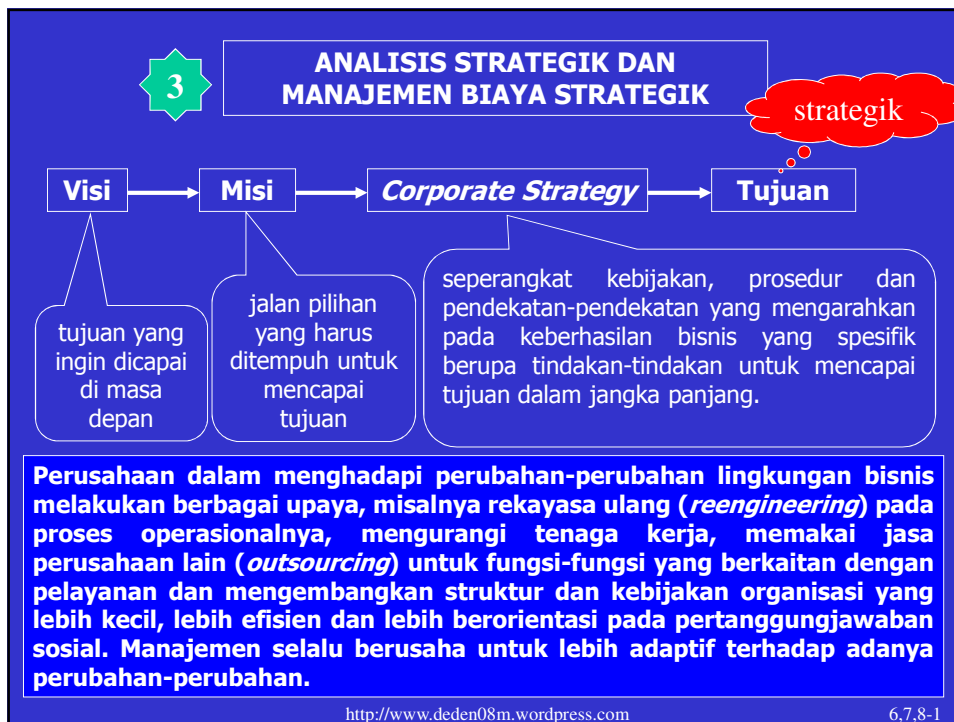 3
ANALISIS STRATEGIK DAN
MANAJEMEN BIAYA STRATEGIK
strategik
Visi
Misi
Corporate Strategy
Tujuan
tujuan yang
ingin dicapai
di masa
depan
jalan pilihan
yang harus
ditempuh untuk
mencapai
tujuan
seperangkat kebijakan, prosedur dan
pendekatan-pendekatan yang mengarahkan
pada keberhasilan bisnis yang spesifik
berupa tindakan-tindakan untuk mencapai
tujuan dalam jangka panjang.
Perusahaan dalam menghadapi perubahan-perubahan lingkungan bisnis
melakukan berbagai upaya, misalnya rekayasa ulang (reengineering) pada
proses operasionalnya, mengurangi tenaga kerja, memakai jasa
perusahaan lain (outsourcing) untuk fungsi-fungsi yang berkaitan dengan
pelayanan dan mengembangkan struktur dan kebijakan organisasi yang
lebih kecil, lebih efisien dan lebih berorientasi pada pertanggungjawaban
sosial. Manajemen selalu berusaha untuk lebih adaptif terhadap adanya
perubahan-perubahan.
http://www.deden08m.wordpress.com
6,7,8-1